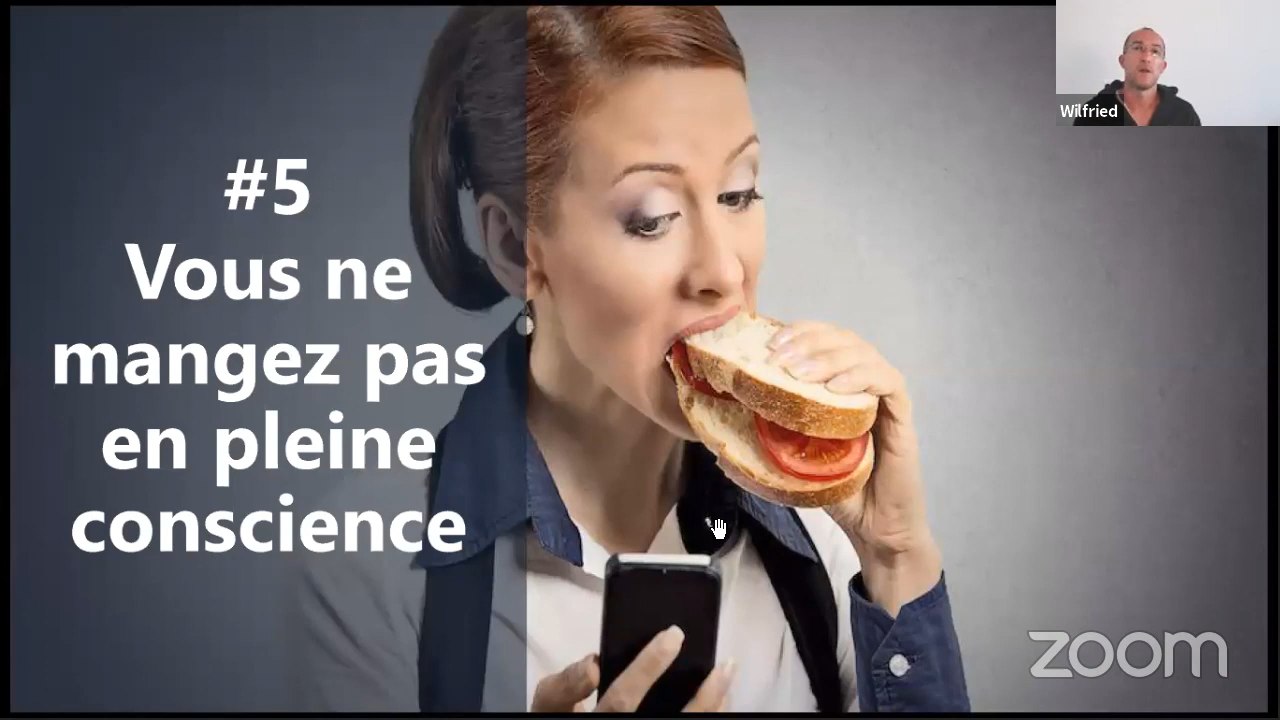 #5
Vous ne
mangez pas
en pleine
conscience
Wilfried
zoom